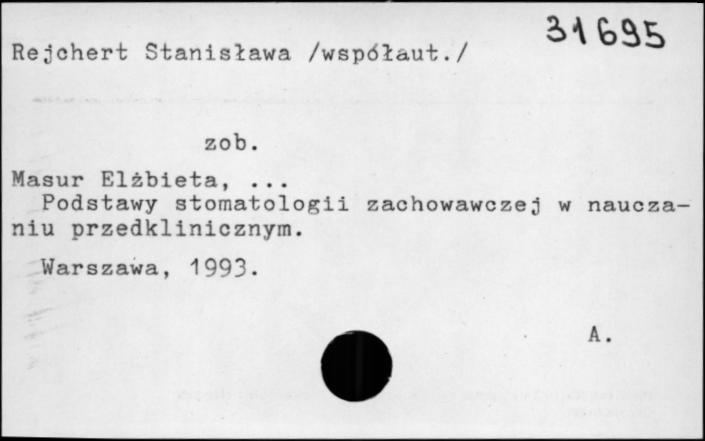 31695
Rejchert Stanisława /współaut./
zob.
Masur Elżbieta, ...
Podstawy stomatologii zachowawczej w naucza-
niu przedklinicznym.
Warszawa, 1993.
A.